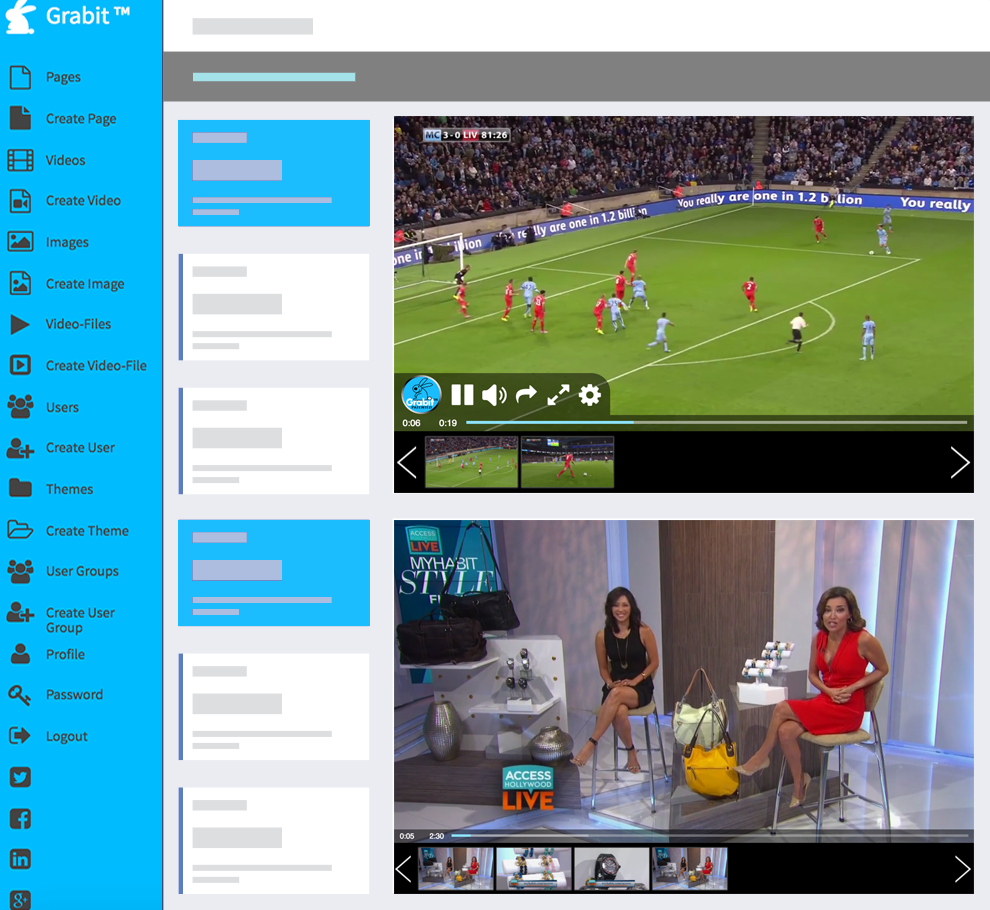 Grabit ™
Pages
Create Page
Videos
Create Video
Images
Create Image
Video-Files
Create Video-File
Users
Create User
Themes
Create Theme
User Groups
Create User
Group
Profile
Password
Logout
MC 3-0 LIV 81:26
one in
billion
You really are one in 1.2 billion
You really are one in 1.2 billion
You really
Grabit
0:06 0:19
ACCESS
LIVE
MYHABIT
STYLE
ACCESS
HOLLYWOOD
LIVE
0:05 2:30